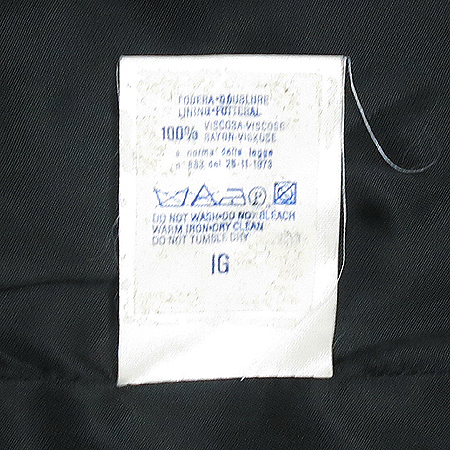 FODERA•DOUBLURE
LINING•FUTTERAL
100% VISCOSA-VISCOSE
RAYON-VISKOSE
a norma della legge
n° 883 del 26-11-1973
P
DO NOT WASH•DO NOT BLEACH
WARM IRON•DRY CLEAN
DO NOT TUMBLE DRY
IG